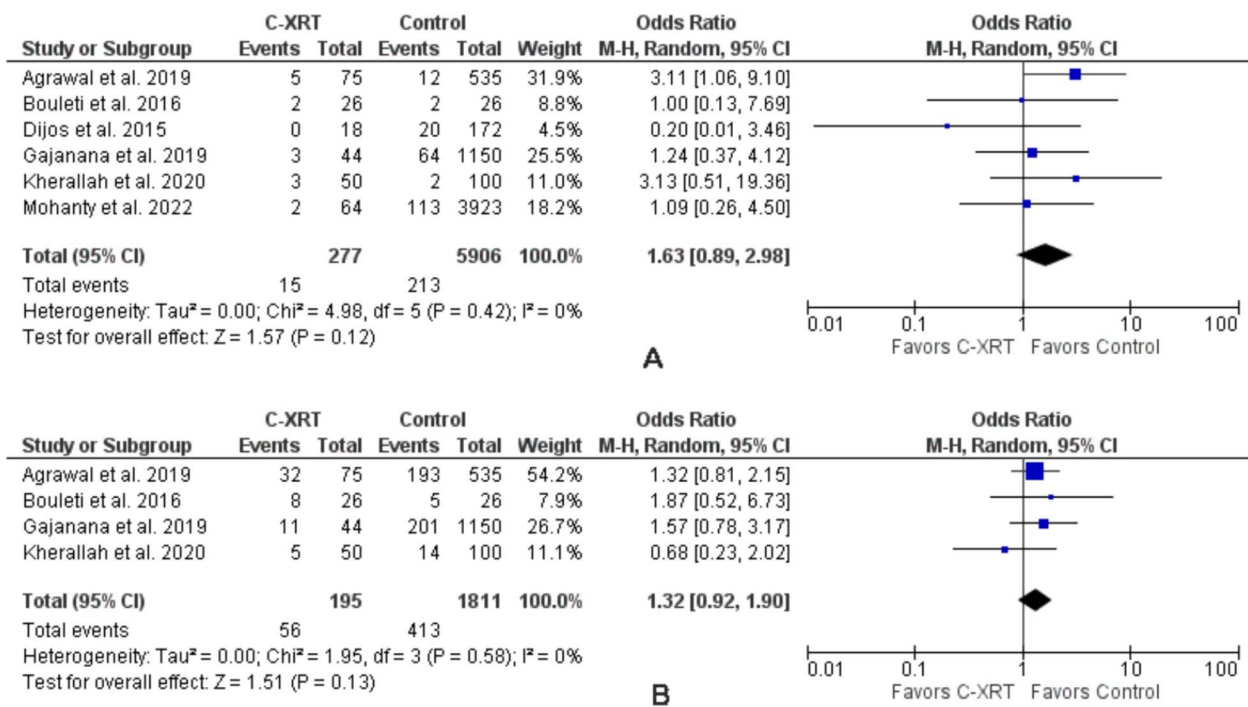 C-XRT Control Odds Ratio Odds Ratio
Study or Subgroup Events Total Events Total Weight M-H, Random, 95% CI M-H, Random, 95% CI
Agrawal et al. 2019 5 75 12 535 31.9% 3.11 [1.06, 9.10]
Bouleti et al. 2016 2 26 2 26 8.8% 1.00 [0.13, 7.69]
Dijos et al. 2015 0 18 20 172 4.5% 0.20 [0.01, 3.46]
Gajanana et al. 2019 3 44 64 1150 25.5% 1.24 [0.37, 4.12]
Kherallah et al. 2020 3 50 2 100 11.0% 3.13 [0.51, 19.36]
Mohanty et al. 2022 2 64 113 3923 18.2% 1.09 [0.26, 4.50]
Total (95% CI) 277 5906 100.0% 1.63 [0.89, 2.98]
Total events 15 213
Heterogeneity: Tau² = 0.00; Chi² = 4.98, df = 5 (P = 0.42); I² = 0%
Test for overall effect: Z = 1.57 (P = 0.12)
0.01 0.1 1 10 100
Favors C-XRT Favors Control
A
C-XRT Control Odds Ratio Odds Ratio
Study or Subgroup Events Total Events Total Weight M-H, Random, 95% CI M-H, Random, 95% CI
Agrawal et al. 2019 32 75 193 535 54.2% 1.32 [0.81, 2.15]
Bouleti et al. 2016 8 26 5 26 7.9% 1.87 [0.52, 6.73]
Gajanana et al. 2019 11 44 201 1150 26.7% 1.57 [0.78, 3.17]
Kherallah et al. 2020 5 50 14 100 11.1% 0.68 [0.23, 2.02]
Total (95% CI) 195 1811 100.0% 1.32 [0.92, 1.90]
Total events 56 413
Heterogeneity: Tau² = 0.00; Chi² = 1.95, df = 3 (P = 0.58); I² = 0%
Test for overall effect: Z = 1.51 (P = 0.13)
0.01 0.1 1 10 100
Favors C-XRT Favors Control
B